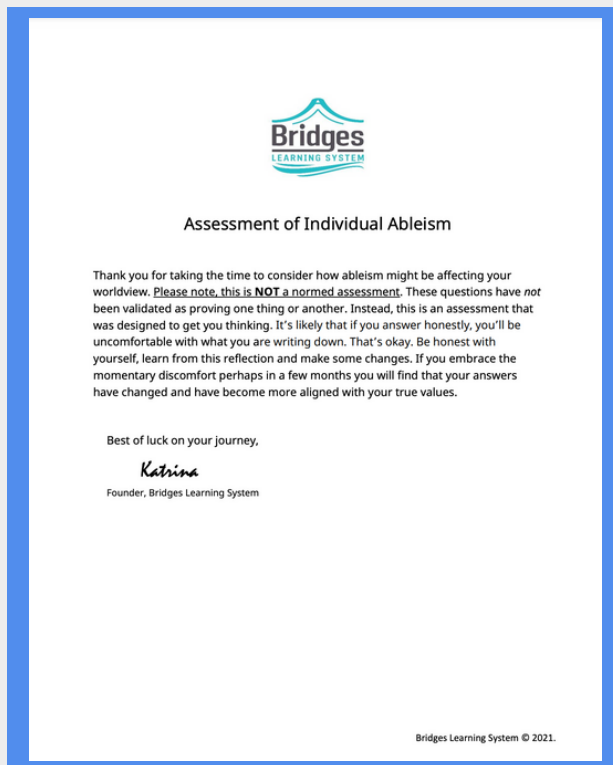 Bridges
LEARNING SYSTEM
Assessment of Individual Ableism
Thank you for taking the time to consider how ableism might be affecting your
worldview. Please note, this is NOT a normed assessment. These questions have not
been validated as proving one thing or another. Instead, this is an assessment that
was designed to get you thinking. It's likely that if you answer honestly, you'll be
uncomfortable with what you are writing down. That's okay. Be honest with
yourself, learn from this reflection and make some changes. If you embrace the
momentary discomfort perhaps in a few months you will find that your answers
have changed and have become more aligned with your true values.
Best of luck on your journey,
Katrina
Founder, Bridges Learning System
Bridges Learning System © 2021.